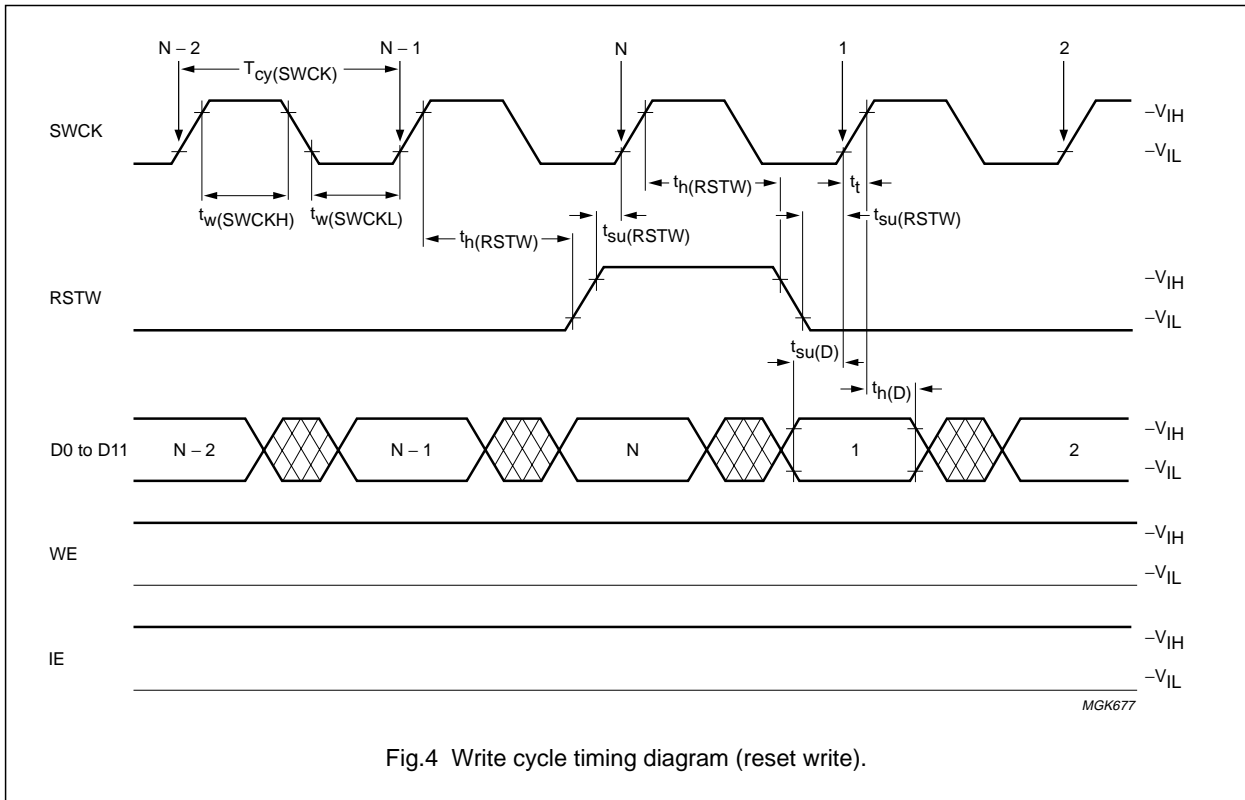 N – 2 N – 1 N 1 2
Tcy(SWCK)
SWCK
–VIH
–VIL
tw(SWCKH) tw(SWCKL) th(RSTW) tt
th(RSTW) tsu(RSTW) tsu(RSTW)
RSTW
–VIH
–VIL
tsu(D)
th(D)
D0 to D11 N – 2 N – 1 N 1 2
–VIH
–VIL
WE
–VIH
–VIL
IE
–VIH
–VIL
MGK677
Fig.4 Write cycle timing diagram (reset write).